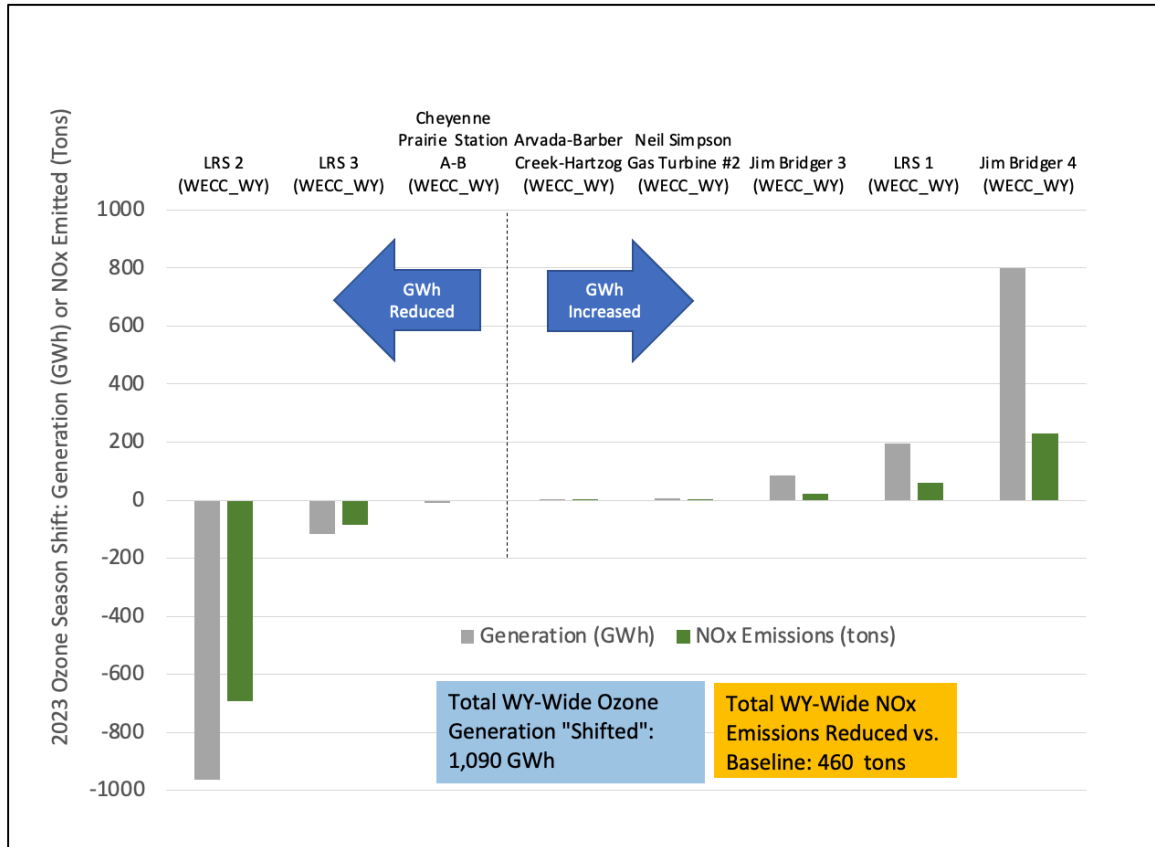 2023 Ozone Season Shift: Generation (GWh) or NOx Emitted (Tons)
LRS 2
(WECC_WY)
LRS 3
(WECC_WY)
Cheyenne
Prairie Station
A-B
(WECC_WY)
Arvada-Barber
Creek-Hartzog
(WECC_WY)
Neil Simpson
Gas Turbine #2
(WECC_WY)
Jim Bridger 3
(WECC_WY)
LRS 1
(WECC_WY)
Jim Bridger 4
(WECC_WY)
1000
800
600
400
200
0
-200
-400
-600
-800
-1000
GWh
Reduced
GWh
Increased
Generation (GWh)
NOx Emissions (tons)
Total WY-Wide Ozone
Generation "Shifted":
1,090 GWh
Total WY-Wide NOx
Emissions Reduced vs.
Baseline: 460 tons